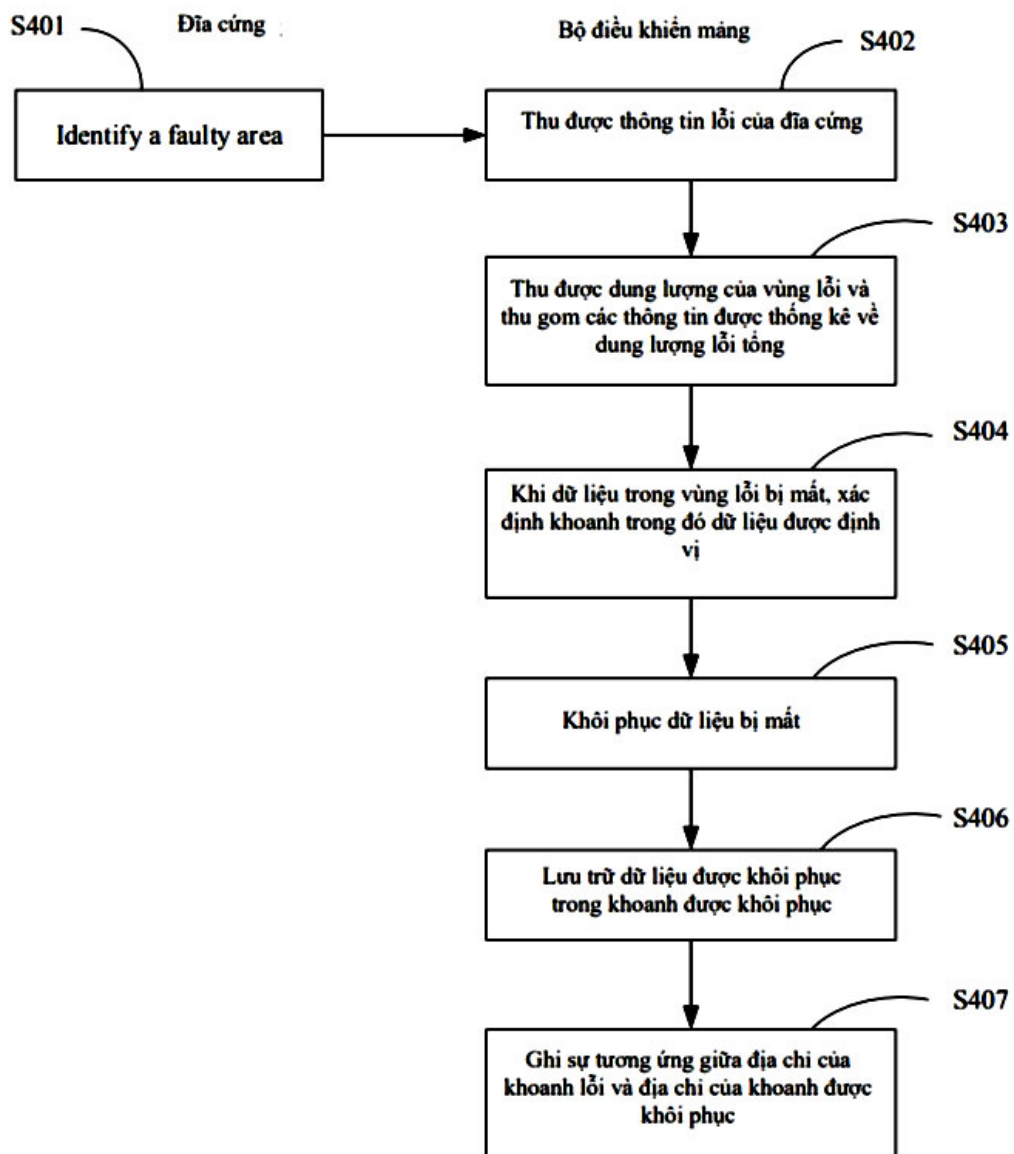 S401
Đĩa cứng
Bộ điều khiển mảng
S402
Identify a faulty area
Thu được thông tin lỗi của đĩa cứng
S403
Thu được dung lượng của vùng lỗi và
thu gom các thông tin được thống kê về
dung lượng lỗi tổng
S404
Khi dữ liệu trong vùng lỗi bị mất, xác
định khoanh trong đó dữ liệu được định
vị
S405
Khôi phục dữ liệu bị mất
S406
Lưu trữ dữ liệu được khôi phục
trong khoanh được khôi phục
S407
Ghi sự tương ứng giữa địa chỉ của
khoanh lỗi và địa chỉ của khoanh được
khôi phục